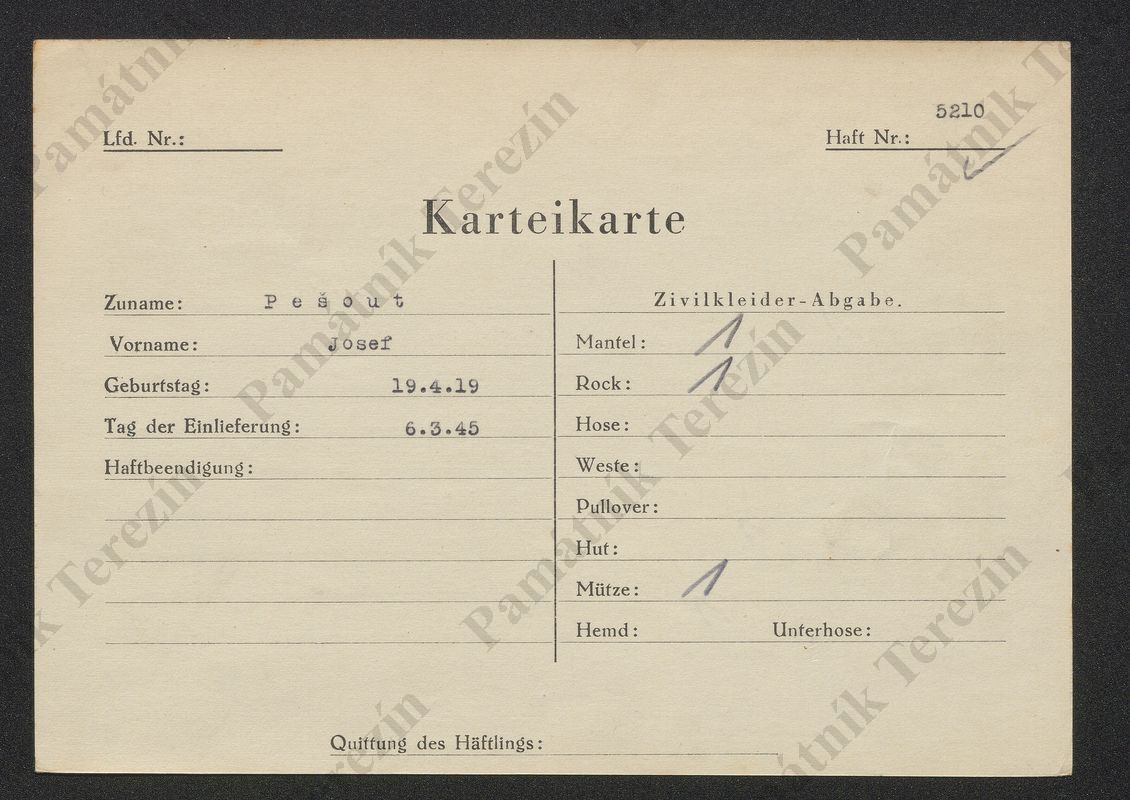 5210
Lfd. Nr.:
Haft Nr.:
Karteikarte
Zuname: Pešout
Vorname: Josef
Geburtstag: 19.4.19
Tag der Einlieferung: 6.3.45
Haftbeendigung:
Zivilkleider-Abgabe.
Mantel: 1
Rock: 1
Hose:
Weste:
Pullover:
Hut:
Mütze: 1
Hemd: Unterhose:
Quittung des Häftlings:
Památník Terezín